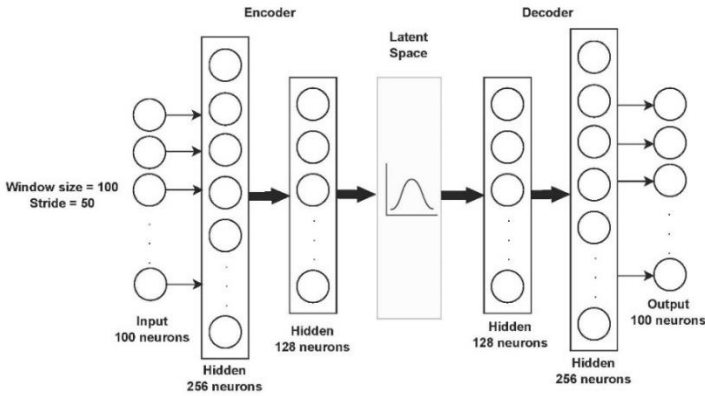 Encoder
Decoder
Latent
Space
Window size = 100
Stride = 50
Input
100 neurons
Hidden
256 neurons
Hidden
128 neurons
Hidden
128 neurons
Hidden
256 neurons
Output
100 neurons